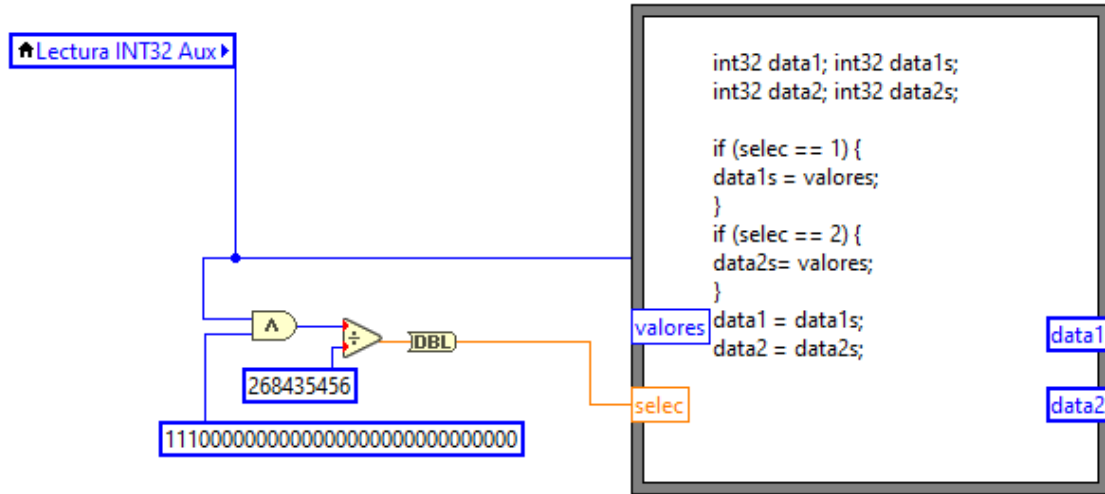 Lectura INT32 Aux
int32 data1; int32 data1s;
int32 data2; int32 data2s;
if (selec == 1) {
data1s = valores;
}
if (selec == 2) {
data2s= valores;
}
data1 = data1s;
data2 = data2s;
valores
selec
data1
data2
Λ
÷
DBL
268435456
1110000000000000000000000000000